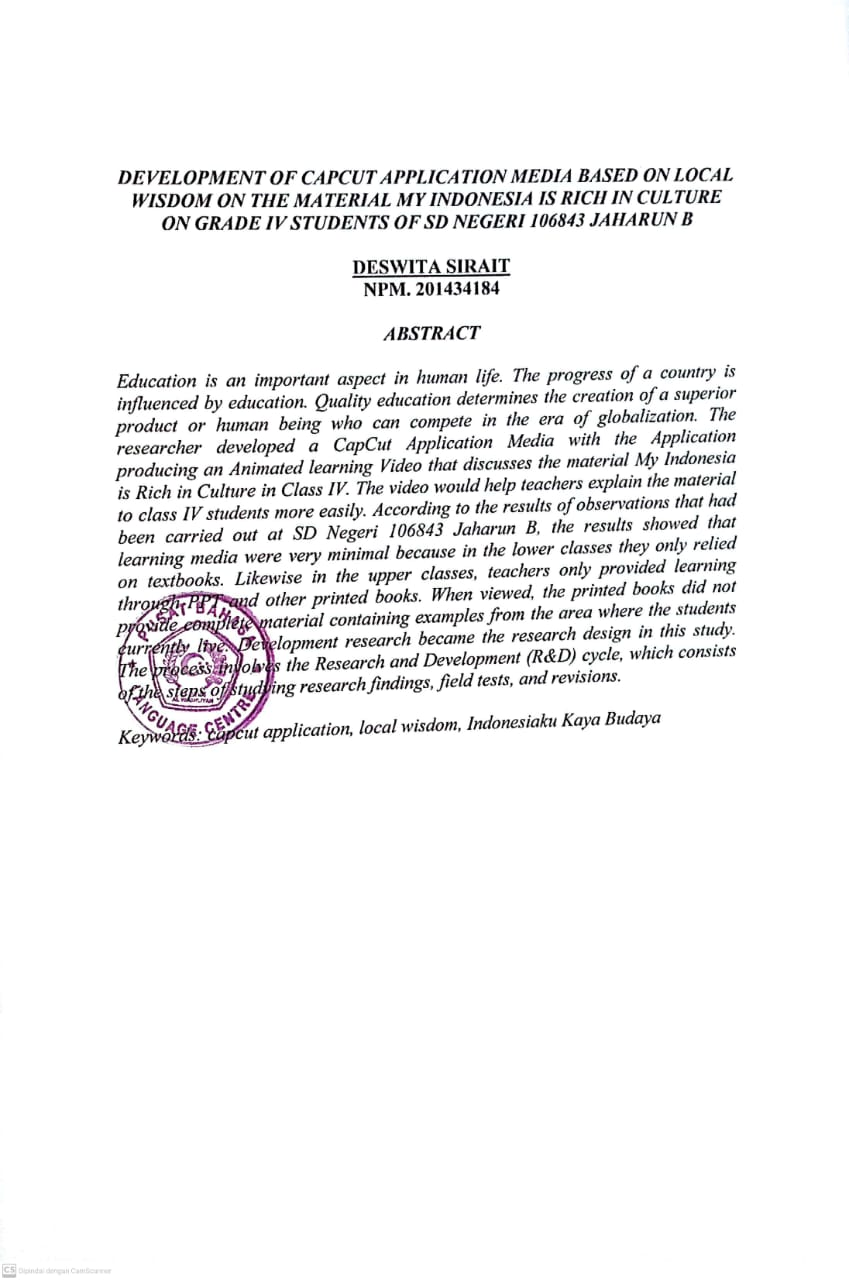 DEVELOPMENT OF CAPCUT APPLICATION MEDIA BASED ON LOCAL
WISDOM ON THE MATERIAL MY INDONESIA IS RICH IN CULTURE
ON GRADE IV STUDENTS OF SD NEGERI 106843 JAHARUN B
DESWITA SIRAIT
NPM. 201434184
ABSTRACT
Education is an important aspect in human life. The progress of a country is
influenced by education. Quality education determines the creation of a superior
product or human being who can compete in the era of globalization. The
researcher developed a CapCut Application Media with the Application
producing an Animated learning Video that discusses the material My Indonesia
is Rich in Culture in Class IV. The video would help teachers explain the material
to class IV students more easily. According to the results of observations that had
been carried out at SD Negeri 106843 Jaharun B, the results showed that
learning media were very minimal because in the lower classes they only relied
on textbooks. Likewise in the upper classes, teachers only provided learning
through PPT and other printed books. When viewed, the printed books did not
provide complete material containing examples from the area where the students
currently live. Development research became the research design in this study.
The process involves the Research and Development (R&D) cycle, which consists
of the steps of studying research findings, field tests, and revisions.
Keywords: capcut application, local wisdom, Indonesiaku Kaya Budaya
PUSAT BAHASA
LANGUAGE CENTRE
CS Dipindai dengan CamScanner